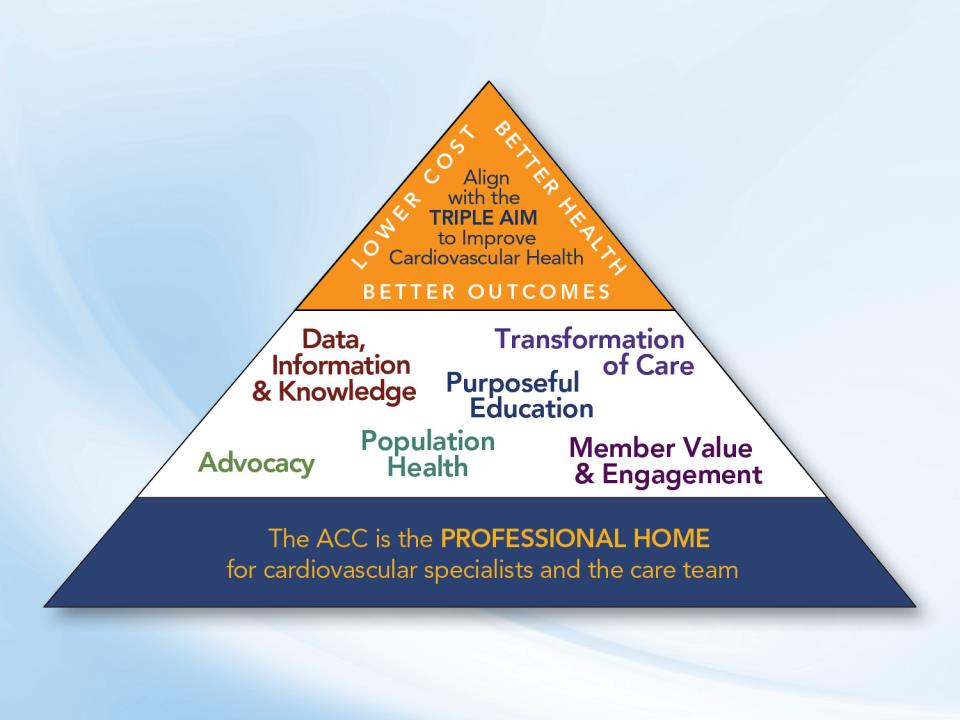 LOWER COST
BETTER HEALTH
Align
with the
TRIPLE AIM
to Improve
Cardiovascular Health
BETTER OUTCOMES
Data,
Information
& Knowledge
Transformation
of Care
Purposeful
Education
Advocacy
Population
Health
Member Value
& Engagement
The ACC is the PROFESSIONAL HOME
for cardiovascular specialists and the care team